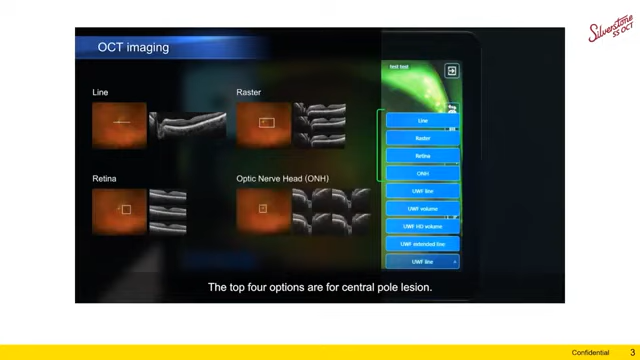 Silverstone
SS OCT
OCT imaging
test test
Line
Raster
Retina
Optic Nerve Head (ONH)
Line
Raster
Retina
ONH
UWF line
UWF volume
UWF HD volume
UWF extended line
UWF line
The top four options are for central pole lesion.
Confidential
3